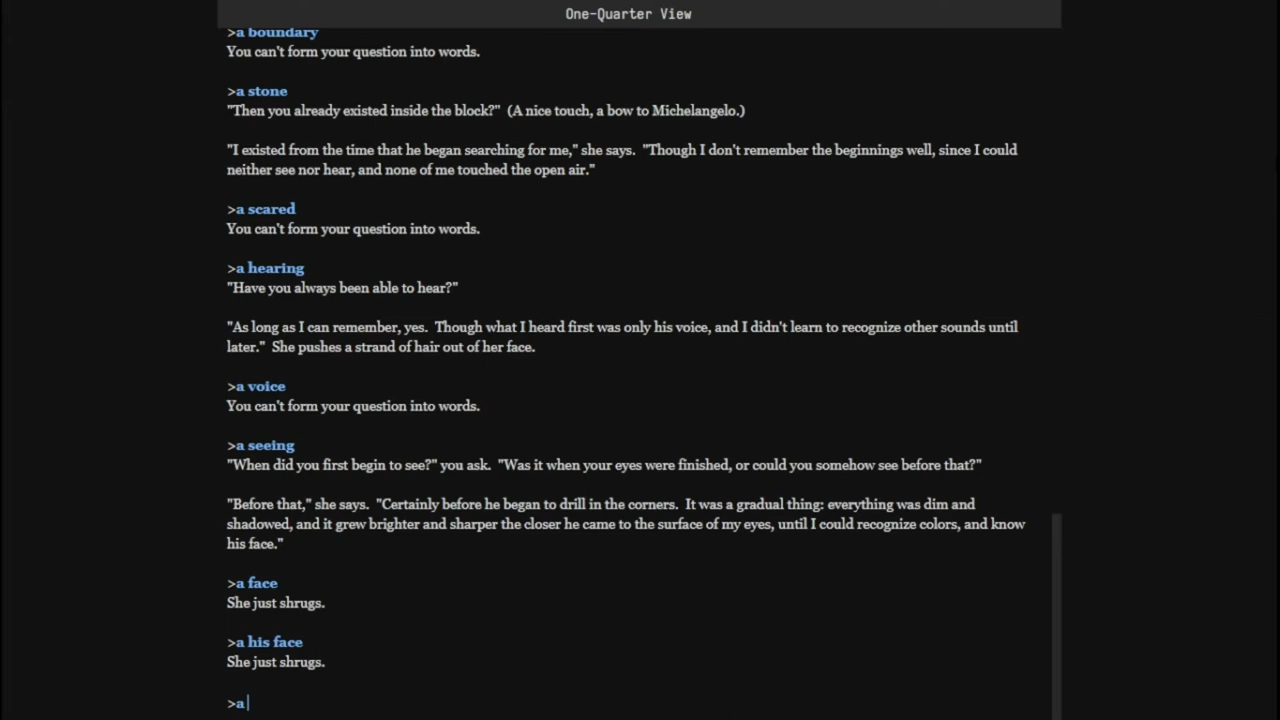 One-Quarter View
>a boundary
You can't form your question into words.
>a stone
"Then you already existed inside the block?"  (A nice touch, a bow to Michelangelo.)
"I existed from the time that he began searching for me," she says.  "Though I don't remember the beginnings well, since I could
neither see nor hear, and none of me touched the open air."
>a scared
You can't form your question into words.
>a hearing
"Have you always been able to hear?"
"As long as I can remember, yes.  Though what I heard first was only his voice, and I didn't learn to recognize other sounds until
later."  She pushes a strand of hair out of her face.
>a voice
You can't form your question into words.
>a seeing
"When did you first begin to see?" you ask.  "Was it when your eyes were finished, or could you somehow see before that?"
"Before that," she says.  "Certainly before he began to drill in the corners.  It was a gradual thing: everything was dim and
shadowed, and it grew brighter and sharper the closer he came to the surface of my eyes, until I could recognize colors, and know
his face."
>a face
She just shrugs.
>a his face
She just shrugs.
>a